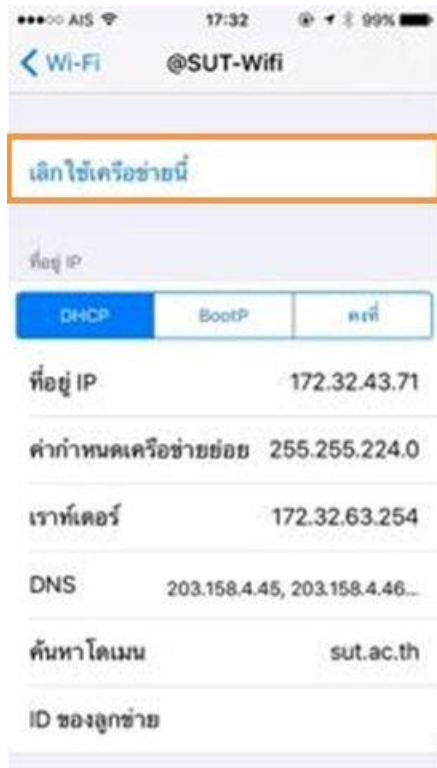 AIS 17:32 99%
Wi-Fi @SUT-Wifi
เลิกใช้เครือข่ายนี้
ที่อยู่ IP
DHCP BootP คงที่
ที่อยู่ IP 172.32.43.71
ค่ากำหนดเครือข่ายย่อย 255.255.224.0
เราท์เตอร์ 172.32.63.254
DNS 203.158.4.45, 203.158.4.46...
ค้นหาโดเมน sut.ac.th
ID ของลูกข่าย